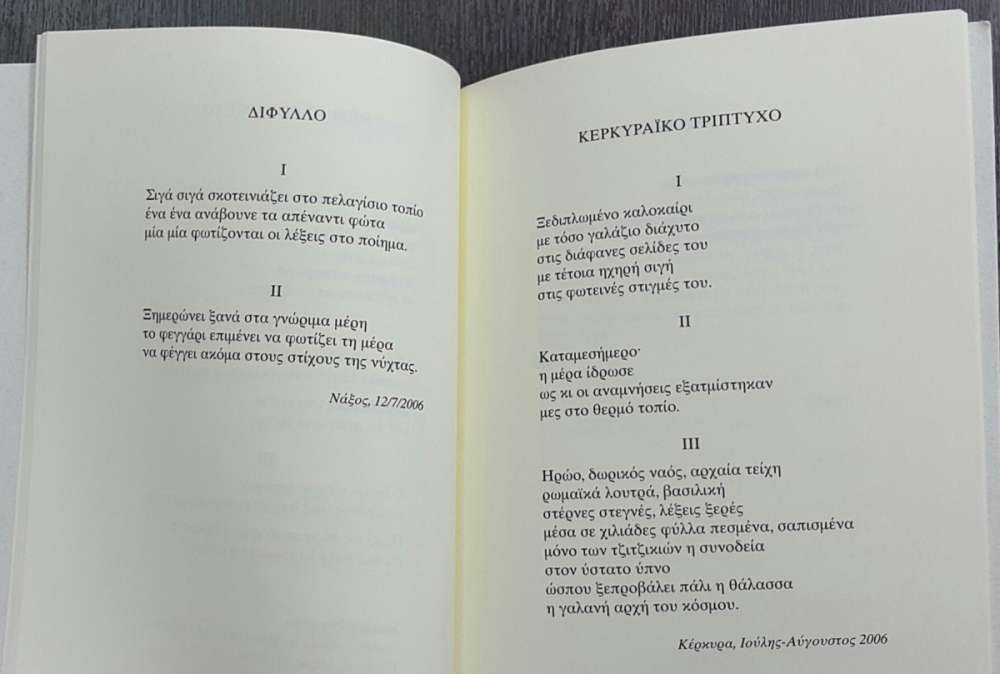 ΔΙΦΥΛΛΟ
I
Σιγά σιγά σκοτεινιάζει στο πελαγίσιο τοπίο
ένα ένα ανάβουνε τα απέναντι φώτα
μία μία φωτίζονται οι λέξεις στο ποίημα.
II
Ξημερώνει ξανά στα γνώριμα μέρη
το φεγγάρι επιμένει να φωτίζει τη μέρα
να φέγγει ακόμα στους στίχους της νύχτας.
Νάξος, 12/7/2006
ΚΕΡΚΥΡΑΪΚΟ ΤΡΙΠΤΥΧΟ
I
Ξεδιπλωμένο καλοκαίρι
με τόσο γαλάζιο διάχυτο
στις διάφανες σελίδες του
με τέτοια ηχηρή σιγή
στις φωτεινές στιγμές του.
II
Καταμεσήμερο·
η μέρα ίδρωσε
ως κι οι αναμνήσεις εξατμίστηκαν
μες στο θερμό τοπίο.
III
Ηρώο, δωρικός ναός, αρχαία τείχη
ρωμαϊκά λουτρά, βασιλική
στέρνες στεγνές, λέξεις ξερές
μέσα σε χιλιάδες φύλλα πεσμένα, σαπισμένα
μόνο των τζιτζικιών η συνοδεία
στον ύστατο ύπνο
ώσπου ξεπροβάλει πάλι η θάλασσα
η γαλανή αρχή του κόσμου.
Κέρκυρα, Ιούλης-Αύγουστος 2006